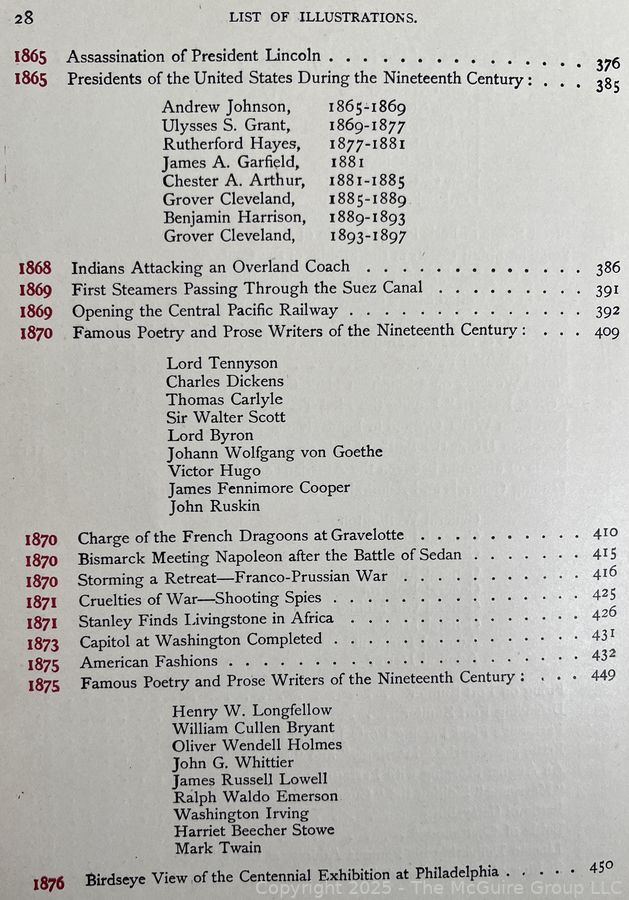 28 LIST OF ILLUSTRATIONS.
1865 Assassination of President Lincoln . . . . . . . . . . . . . . . 376
1865 Presidents of the United States During the Nineteenth Century: . . . 385
Andrew Johnson, 1865-1869
Ulysses S. Grant, 1869-1877
Rutherford Hayes, 1877-1881
James A. Garfield, 1881
Chester A. Arthur, 1881-1885
Grover Cleveland, 1885-1889
Benjamin Harrison, 1889-1893
Grover Cleveland, 1893-1897
1868 Indians Attacking an Overland Coach . . . . . . . . . . . . . 386
1869 First Steamers Passing Through the Suez Canal . . . . . . . . . 391
1869 Opening the Central Pacific Railway . . . . . . . . . . . . . . 392
1870 Famous Poetry and Prose Writers of the Nineteenth Century: . . . 409
Lord Tennyson
Charles Dickens
Thomas Carlyle
Sir Walter Scott
Lord Byron
Johann Wolfgang von Goethe
Victor Hugo
James Fennimore Cooper
John Ruskin
1870 Charge of the French Dragoons at Gravelotte . . . . . . . . . . 410
1870 Bismarck Meeting Napoleon after the Battle of Sedan . . . . . . . 415
1870 Storming a Retreat—Franco-Prussian War . . . . . . . . . . . 416
1871 Cruelties of War—Shooting Spies . . . . . . . . . . . . . . . 425
1871 Stanley Finds Livingstone in Africa . . . . . . . . . . . . . . 426
1873 Capitol at Washington Completed . . . . . . . . . . . . . . . 431
1875 American Fashions . . . . . . . . . . . . . . . . . . . . . 432
1875 Famous Poetry and Prose Writers of the Nineteenth Century: . . . 449
Henry W. Longfellow
William Cullen Bryant
Oliver Wendell Holmes
John G. Whittier
James Russell Lowell
Ralph Waldo Emerson
Washington Irving
Harriet Beecher Stowe
Mark Twain
1876 Birdseye View of the Centennial Exhibition at Philadelphia . . . . . 450
Copyright 2025 - The McGuire Group LLC